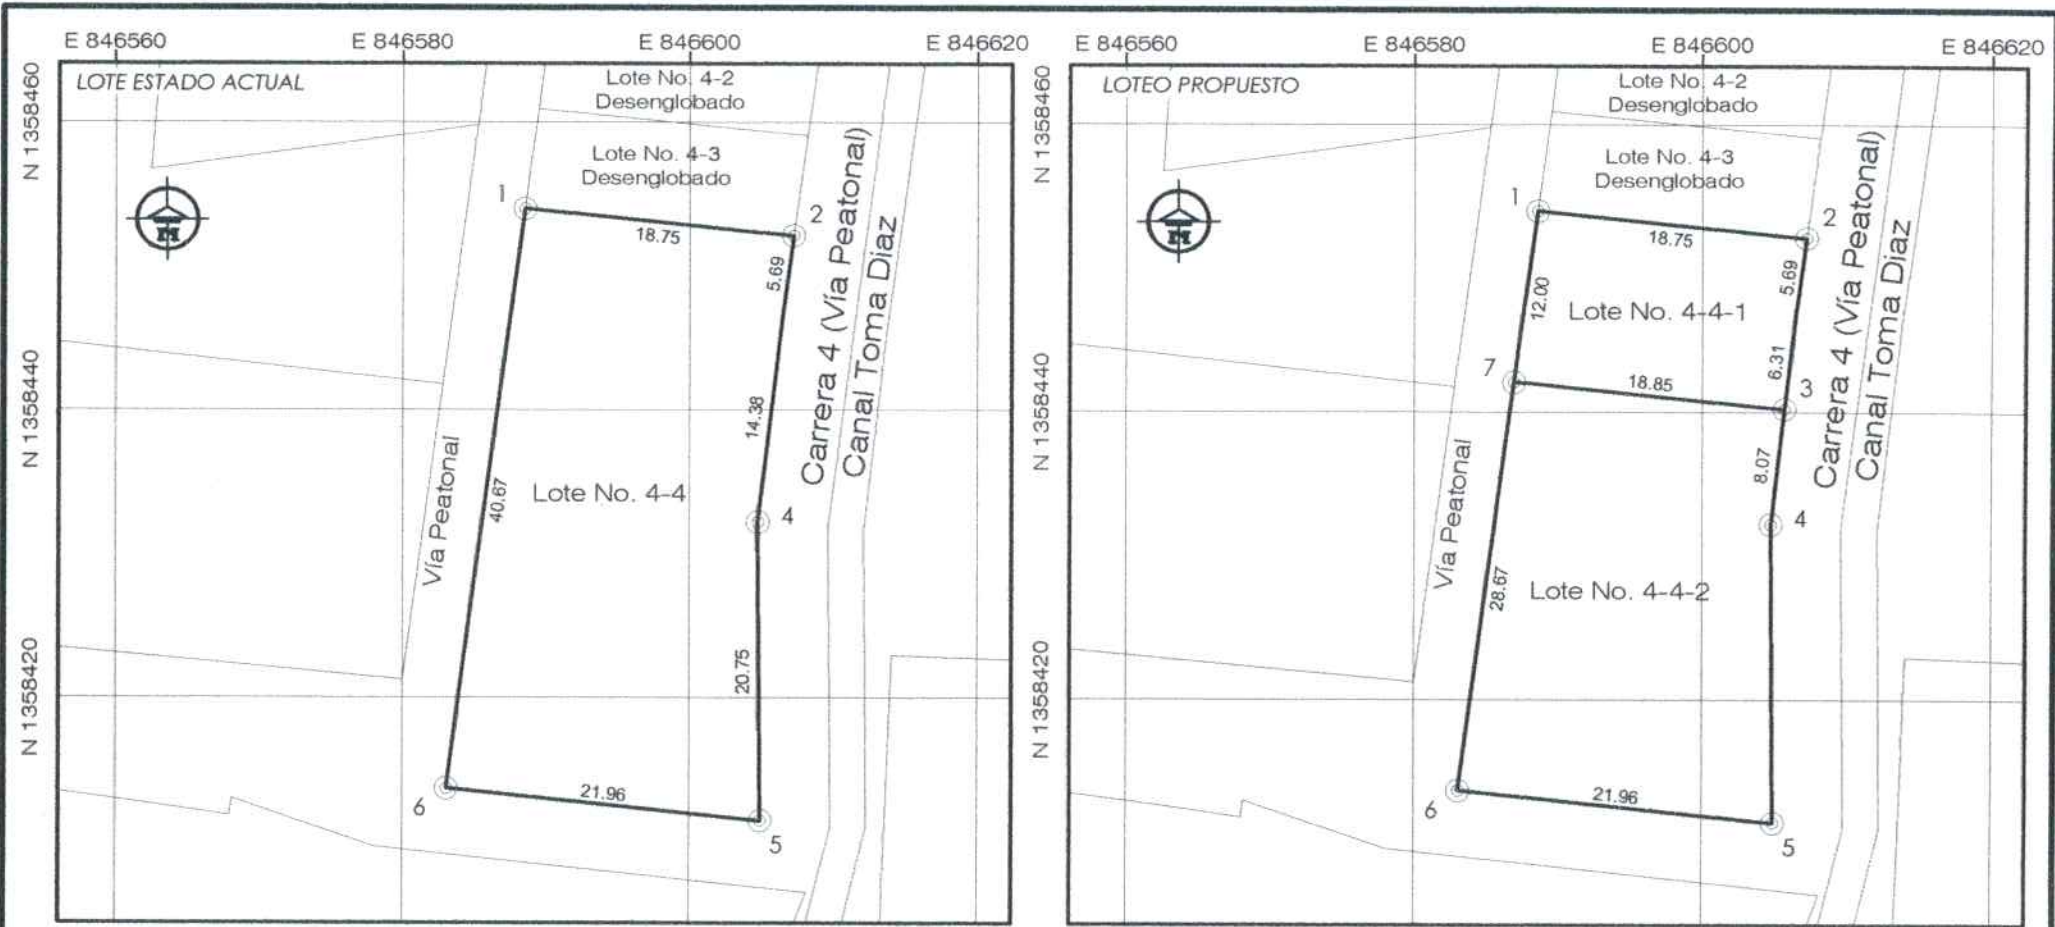 E 846560
E 846580
E 846600
E 846620
LOTE ESTADO ACTUAL
N 1358460
N 1358440
N 1358420
Lote No. 4-2
Desenglobado
Lote No. 4-3
Desenglobado
1
2
18.75
5.69
14.38
Carrera 4 (Vía Peatonal)
Canal Toma Diaz
Vía Peatonal
40.67
Lote No. 4-4
4
20.75
6
21.96
5
E 846560
E 846580
E 846600
E 846620
LOTEO PROPUESTO
N 1358460
N 1358440
N 1358420
Lote No. 4-2
Desenglobado
Lote No. 4-3
Desenglobado
1
2
18.75
5.69
12.00
Lote No. 4-4-1
6.31
7
18.85
3
Carrera 4 (Vía Peatonal)
Canal Toma Diaz
8.07
4
Vía Peatonal
28.67
Lote No. 4-4-2
6
21.96
5